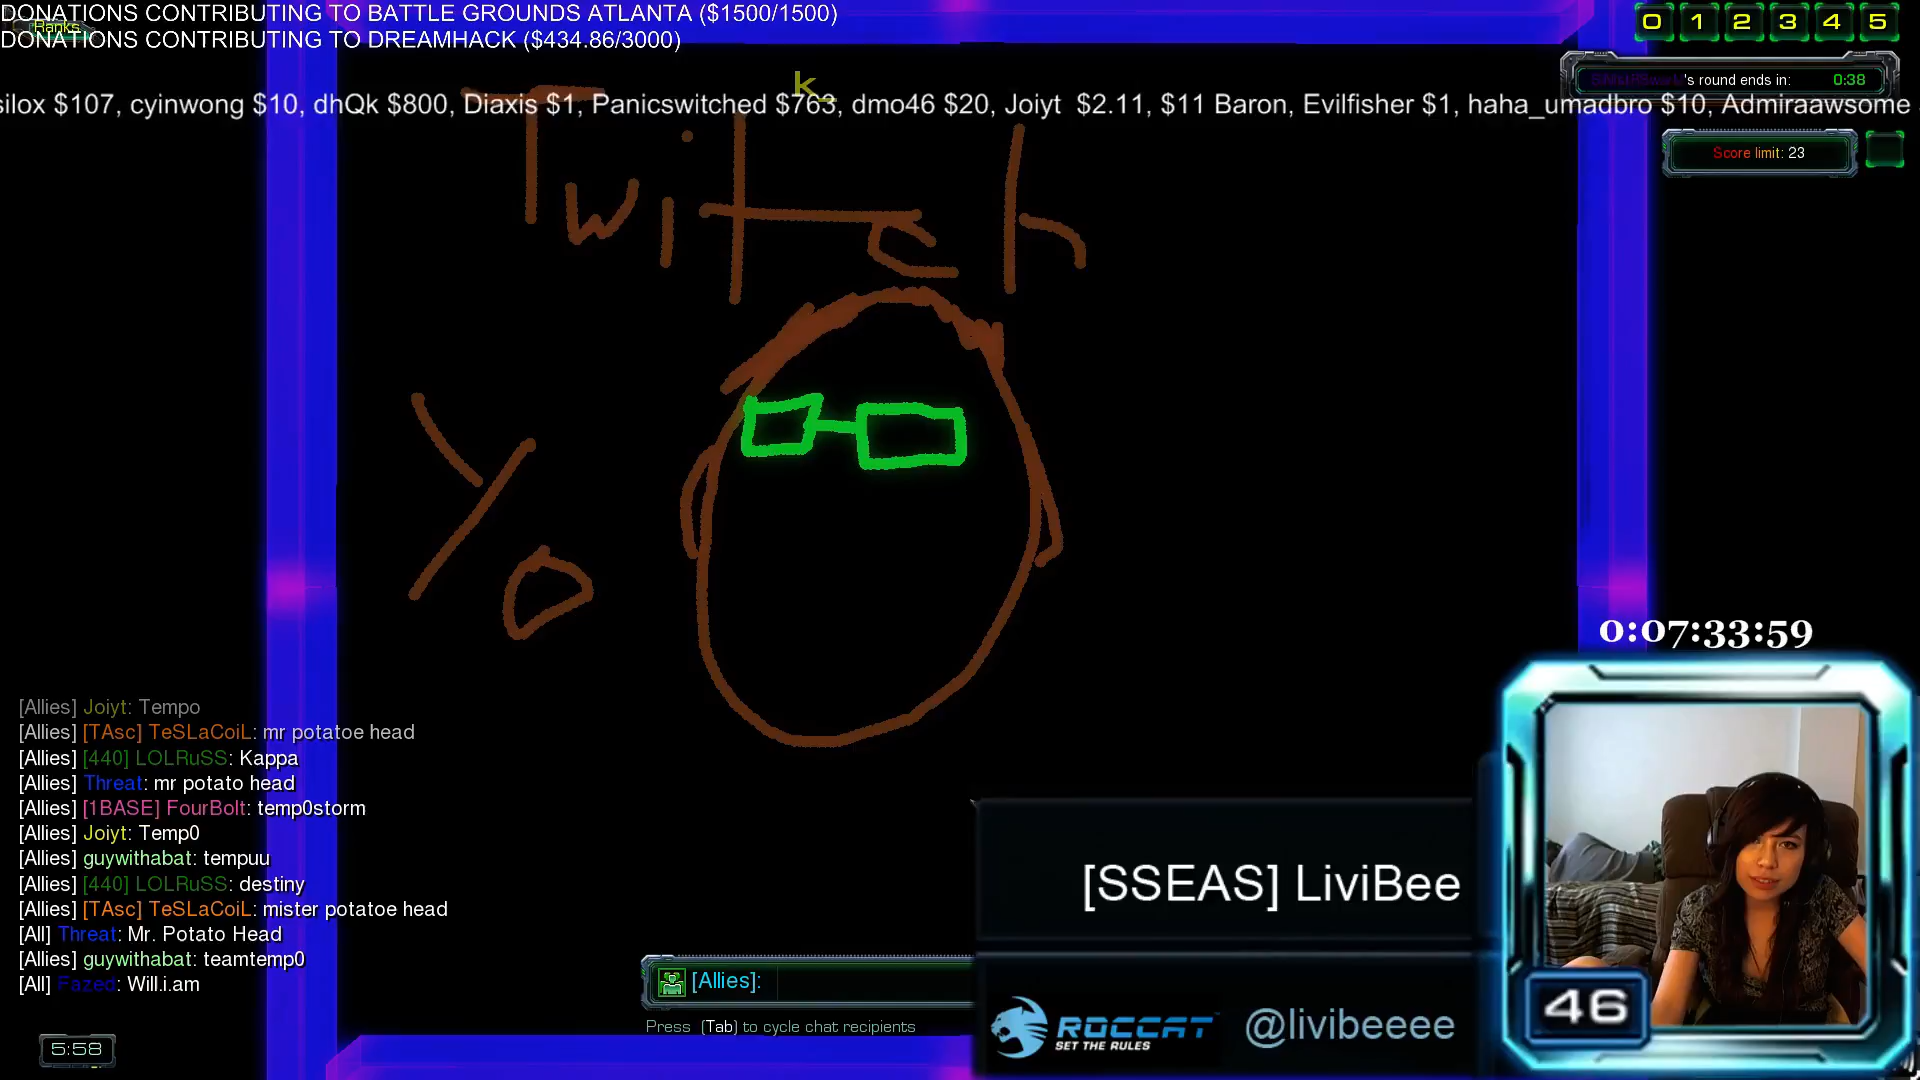 DONATIONS CONTRIBUTING TO BATTLE GROUNDS ATLANTA ($1500/1500)
Ranks
DONATIONS CONTRIBUTING TO DREAMHACK ($434.86/3000)
0 1 2 3 4 5
's round ends in: 0:38
k_
silox $107, cyinwong $10, dhQk $800, Diaxis $1, Panicswitched $763, dmo46 $20, Joiyt $2.11, $11 Baron, Evilfisher $1, haha_umadbro $10, Admiraawsome
Score limit: 23
Twitch
Yo
0:07:33:59
[Allies] Joiyt: Tempo
[Allies] [TAsc] TeSLaCoiL: mr potatoe head
[Allies] [440] LOLRuSS: Kappa
[Allies] Threat: mr potato head
[Allies] [1BASE] FourBolt: temp0storm
[Allies] Joiyt: Temp0
[Allies] guywithabat: tempuu
[Allies] [440] LOLRuSS: destiny
[Allies] [TAsc] TeSLaCoiL: mister potatoe head
[All] Threat: Mr. Potato Head
[Allies] guywithabat: teamtemp0
[All] Fazed: Will.i.am
[SSEAS] LiviBee
[Allies]:
Press (Tab) to cycle chat recipients
ROCCAT
SET THE RULES
@livibeeee
46
5:58